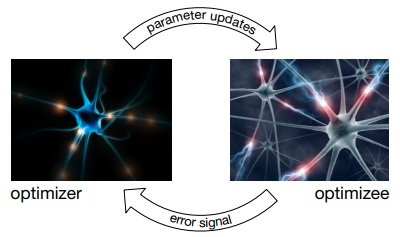 parameter updates
optimizer
optimizee
error signal